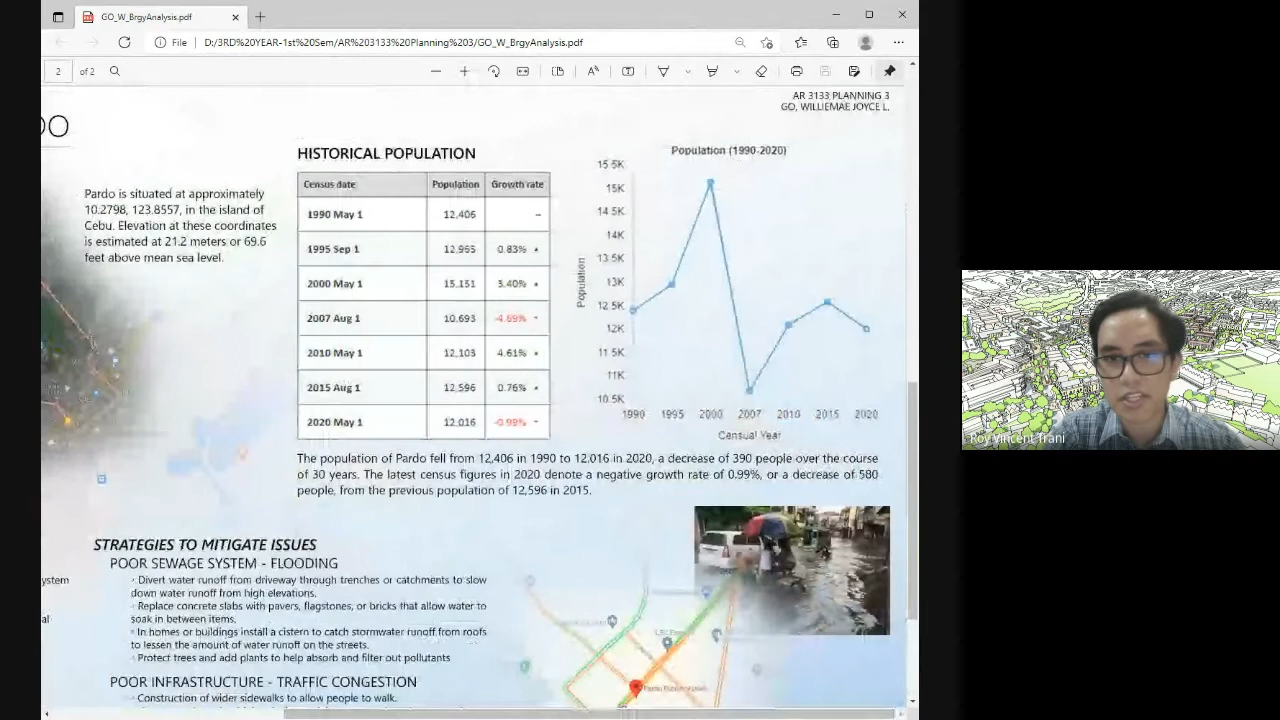 GO_W_BrgyAnalysis.pdf
File
D:/3RD%20YEAR-1st%20Sem/AR%203133%20Planning%203/GO_W_BrgyAnalysis.pdf
2 of 2
AR 3133 PLANNING 3
GO, WILLIEMAE JOYCE L.
DO
Pardo is situated at approximately
10.2798, 123.8557, in the island of
Cebu. Elevation at these coordinates
is estimated at 21.2 meters or 69.6
feet above mean sea level.
HISTORICAL POPULATION
Census date Population Growth rate
1990 May 1 12,406 –
1995 Sep 1 12,965 0.83%
2000 May 1 15,151 3.40%
2007 Aug 1 10,693 -4.69%
2010 May 1 12,103 4.61%
2015 Aug 1 12,596 0.76%
2020 May 1 12,016 -0.99%
Population (1990-2020)
15.5K
15K
14.5K
14K
13.5K
13K
12.5K
12K
11.5K
11K
10.5K
Population
1990 1995 2000 2007 2010 2015 2020
Censual Year
The population of Pardo fell from 12,406 in 1990 to 12,016 in 2020, a decrease of 390 people over the course
of 30 years. The latest census figures in 2020 denote a negative growth rate of 0.99%, or a decrease of 580
people, from the previous population of 12,596 in 2015.
STRATEGIES TO MITIGATE ISSUES
POOR SEWAGE SYSTEM - FLOODING
ystem
· Divert water runoff from driveway through trenches or catchments to slow
down water runoff from high elevations.
· Replace concrete slabs with pavers, flagstones, or bricks that allow water to
soak in between items.
al
· In homes or buildings install a cistern to catch stormwater runoff from roofs
to lessen the amount of water runoff on the streets.
· Protect trees and add plants to help absorb and filter out pollutants
POOR INFRASTRUCTURE - TRAFFIC CONGESTION
· Construction of wider sidewalks to allow people to walk.
Roy Vincent Trani